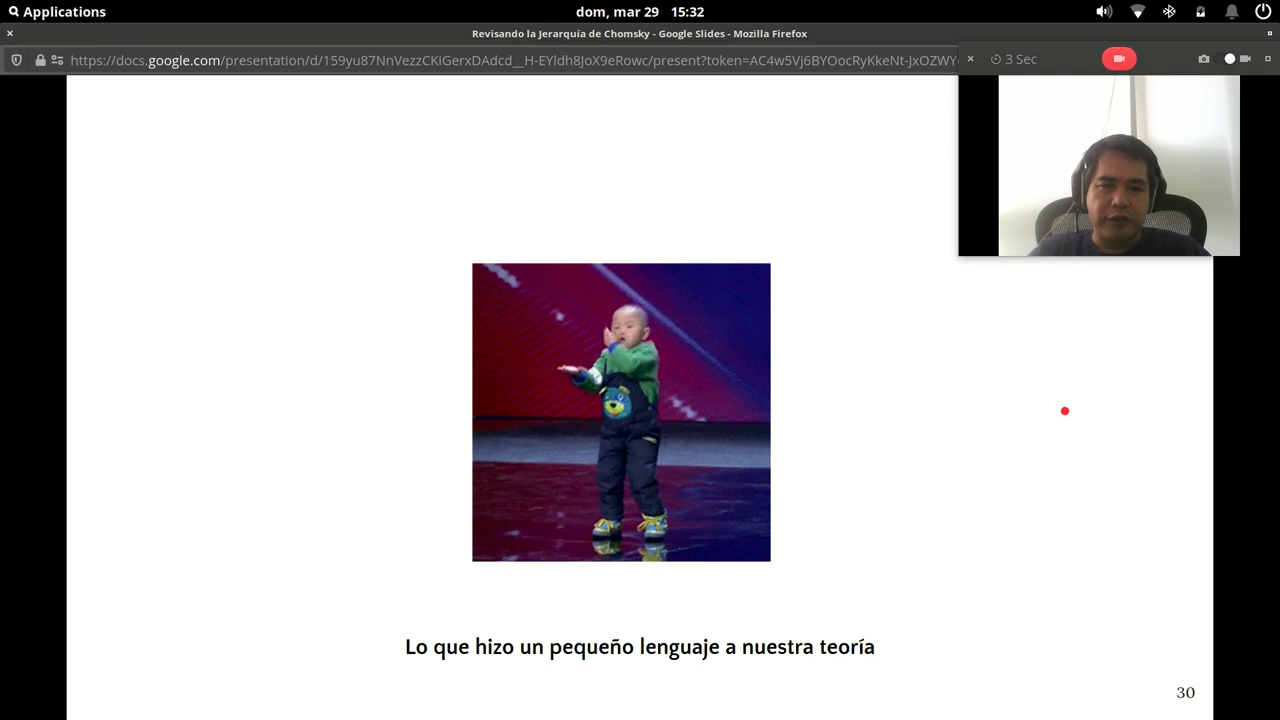 Applications
dom, mar 29 15:32
Revisando la Jerarquía de Chomsky - Google Slides - Mozilla Firefox
https://docs.google.com/presentation/d/159yu87NnVezzCKiGerxDAdcd__H-EYldh8JoX9eRowc/present?token=AC4w5Vj6BYOocRyKkeNt-JxOZWY
3 Sec
Lo que hizo un pequeño lenguaje a nuestra teoría
30